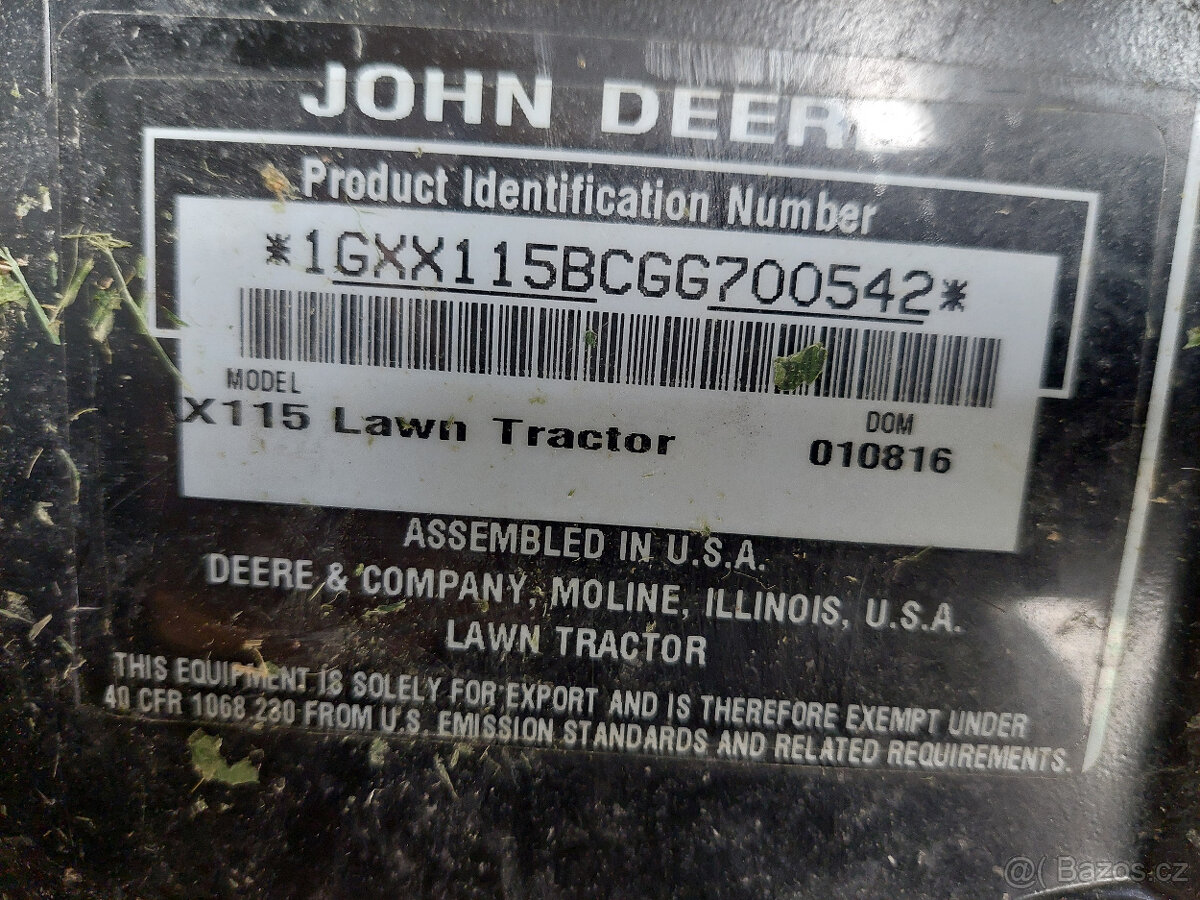 JOHN DEERE
Product Identification Number
*1GXX115BCGG700542*
MODEL
X115 Lawn Tractor
DOM
010816
ASSEMBLED IN U.S.A.
DEERE & COMPANY, MOLINE, ILLINOIS, U.S.A.
LAWN TRACTOR
THIS EQUIPMENT IS SOLELY FOR EXPORT AND IS THEREFORE EXEMPT UNDER
40 CFR 1068.230 FROM U.S. EMISSION STANDARDS AND RELATED REQUIREMENTS.
@( Bazos.cz